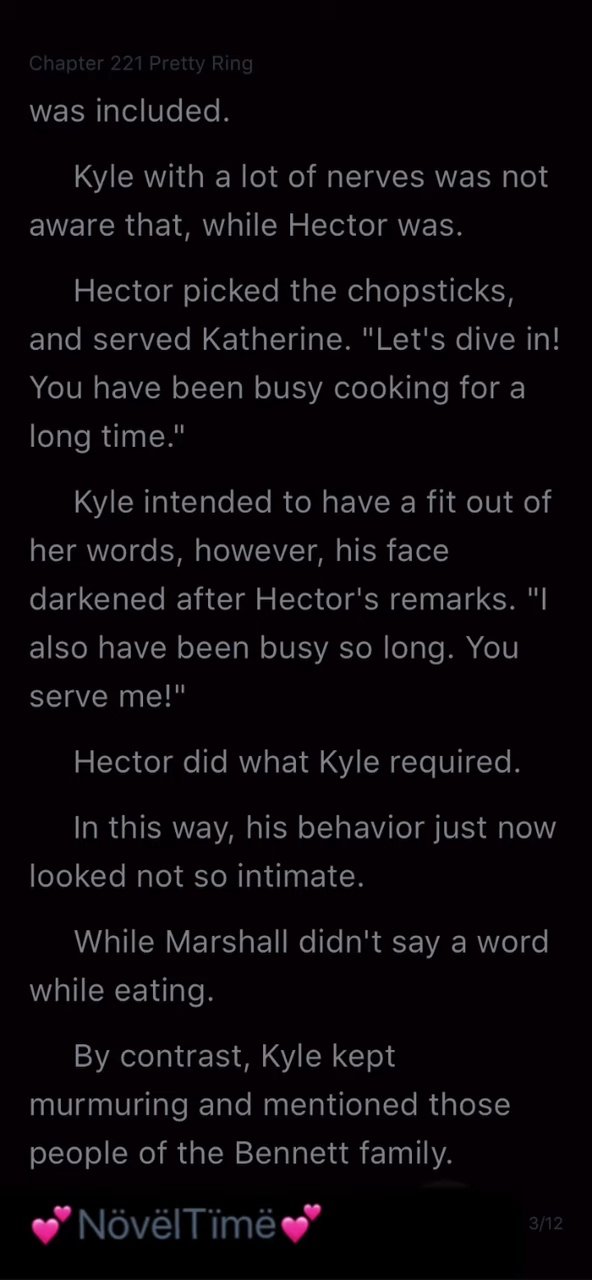 Chapter 221 Pretty Ring
was included.
Kyle with a lot of nerves was not
aware that, while Hector was.
Hector picked the chopsticks,
and served Katherine. "Let's dive in!
You have been busy cooking for a
long time."
Kyle intended to have a fit out of
her words, however, his face
darkened after Hector's remarks. "I
also have been busy so long. You
serve me!"
Hector did what Kyle required.
In this way, his behavior just now
looked not so intimate.
While Marshall didn't say a word
while eating.
By contrast, Kyle kept
murmuring and mentioned those
people of the Bennett family.
💕NövëlTïmë💕
3/12